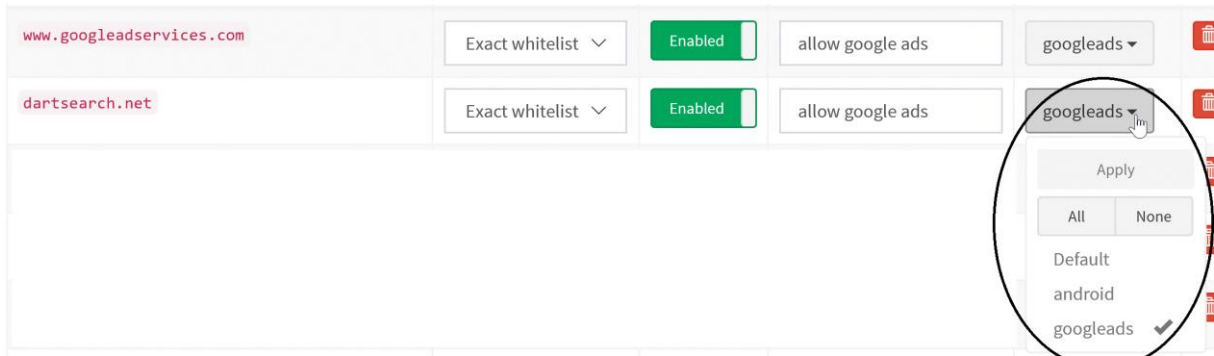 www.googleadservices.com Exact whitelist Enabled allow google ads googleads
dartsearch.net Exact whitelist Enabled allow google ads googleads
Apply
All None
Default
android
googleads